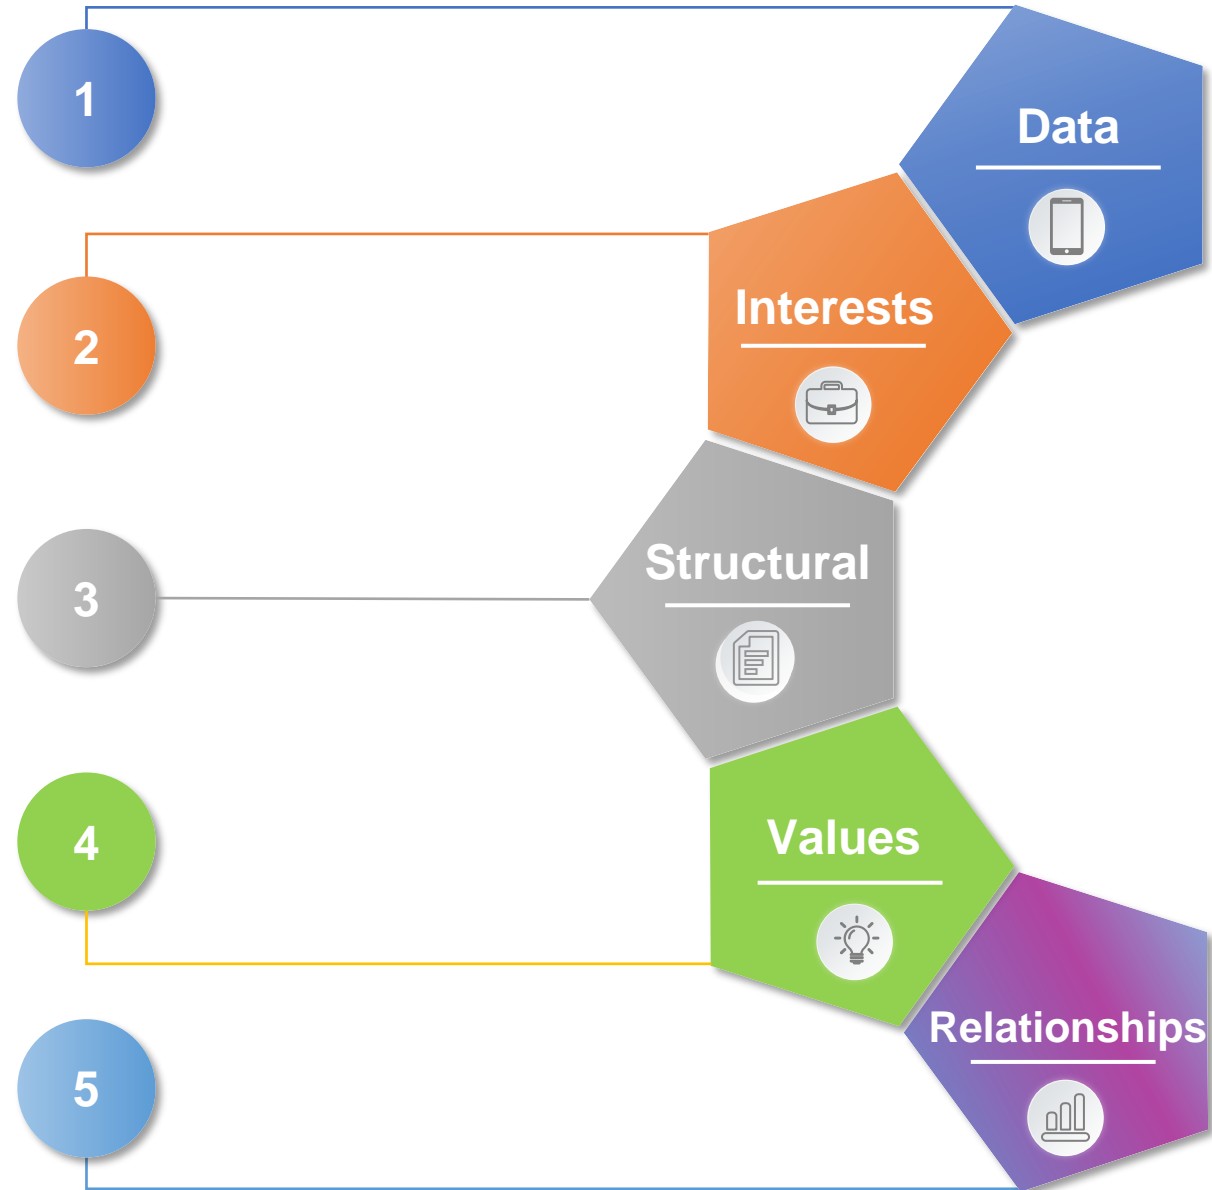 1
Data
2
Interests
3
Structural
4
Values
5
Relationships